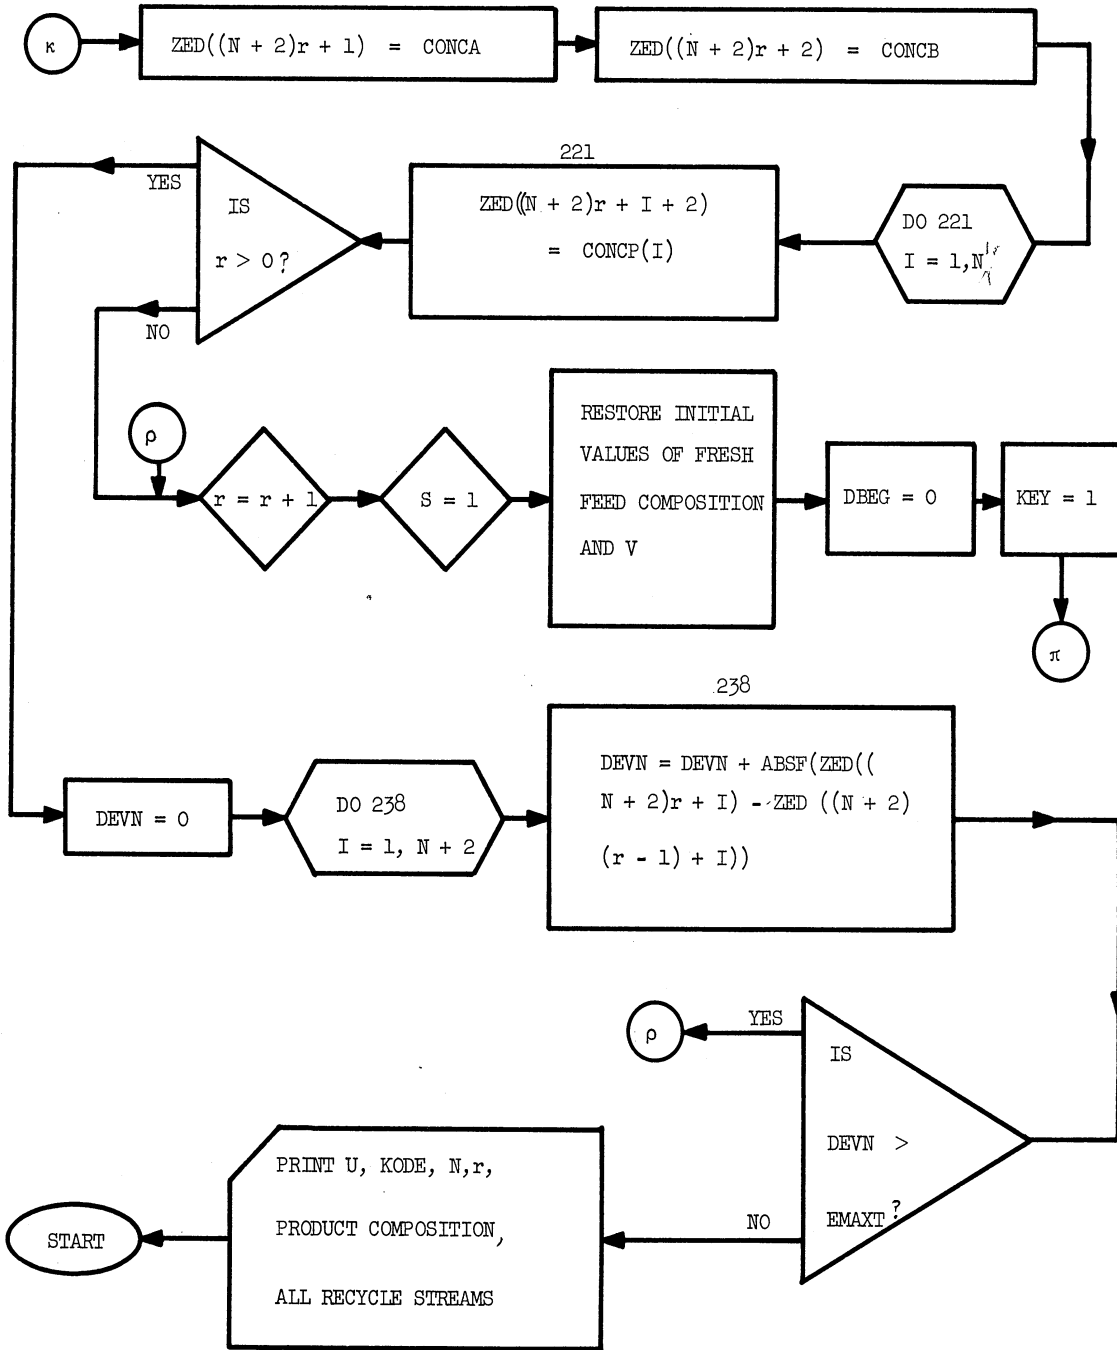 κ
ZED((N + 2)r + 1) = CONCA
ZED((N + 2)r + 2) = CONCB
DO 221
I = 1,N
221
ZED((N + 2)r + I + 2)
= CONCP(I)
IS
r > 0?
YES
NO
ρ
r = r + 1
S = 1
RESTORE INITIAL
VALUES OF FRESH
FEED COMPOSITION
AND V
DBEG = 0
KEY = 1
π
DEVN = 0
DO 238
I = 1, N + 2
238
DEVN = DEVN + ABSF(ZED((
N + 2)r + I) - ZED ((N + 2)
(r - 1) + I))
IS
DEVN >
EMAXT?
YES
ρ
NO
PRINT U, KODE, N,r,
PRODUCT COMPOSITION,
ALL RECYCLE STREAMS
START